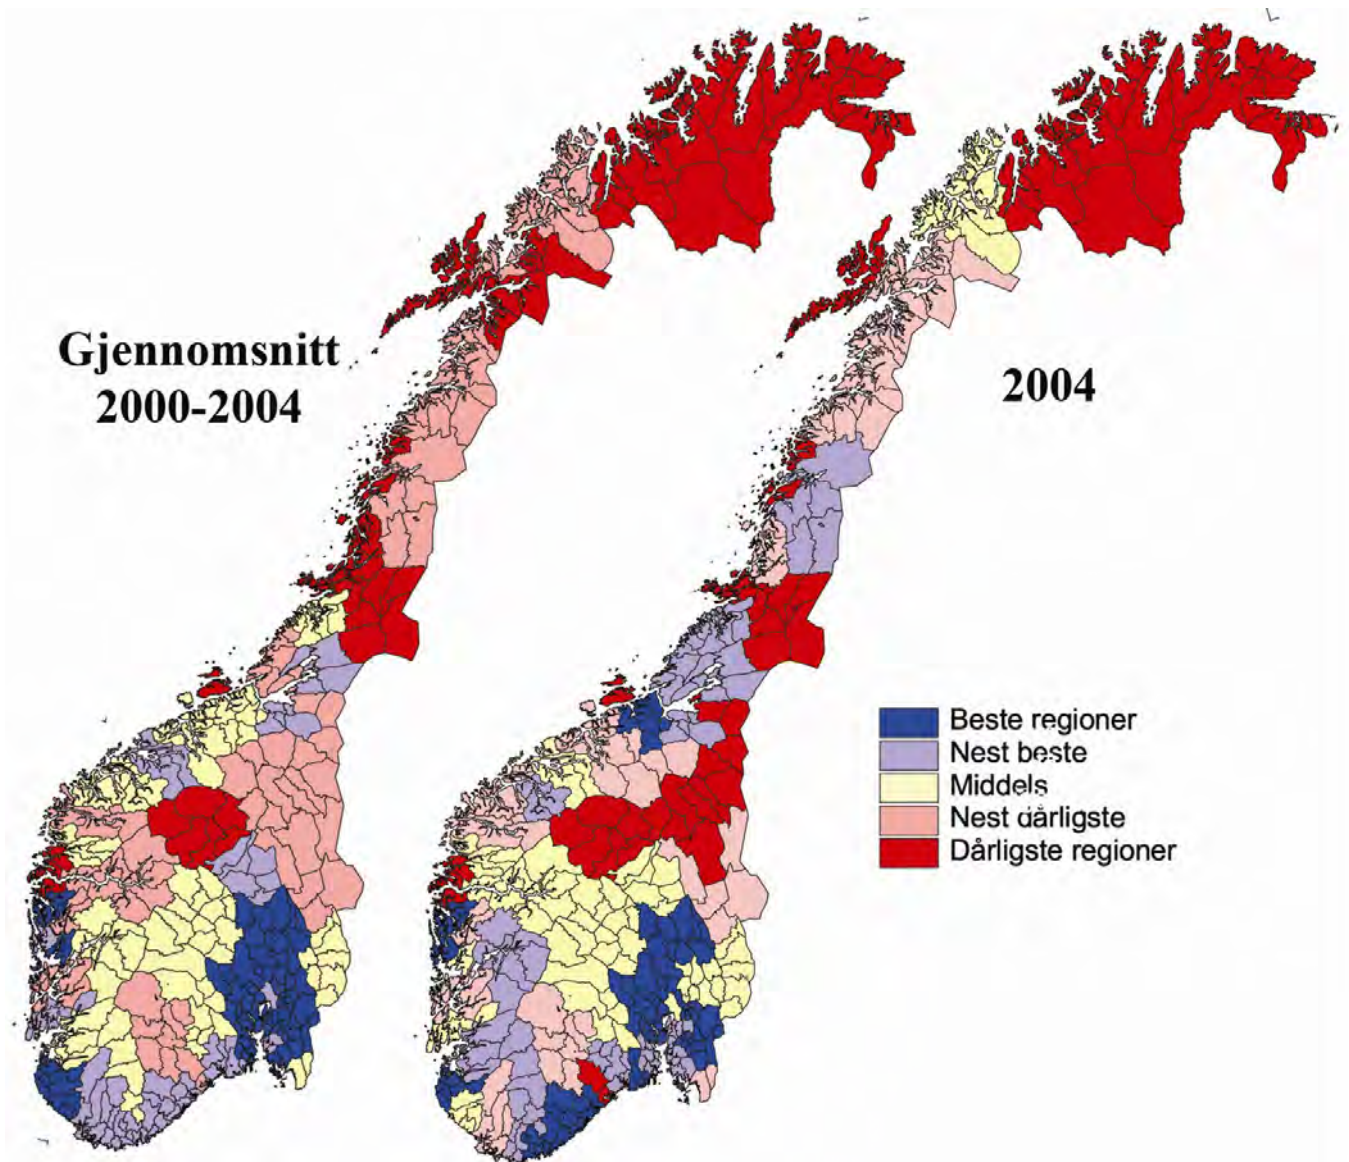 Gjennomsnitt
2000-2004
2004
Beste regioner
Nest beste
Middels
Nest dårligste
Dårligste regioner